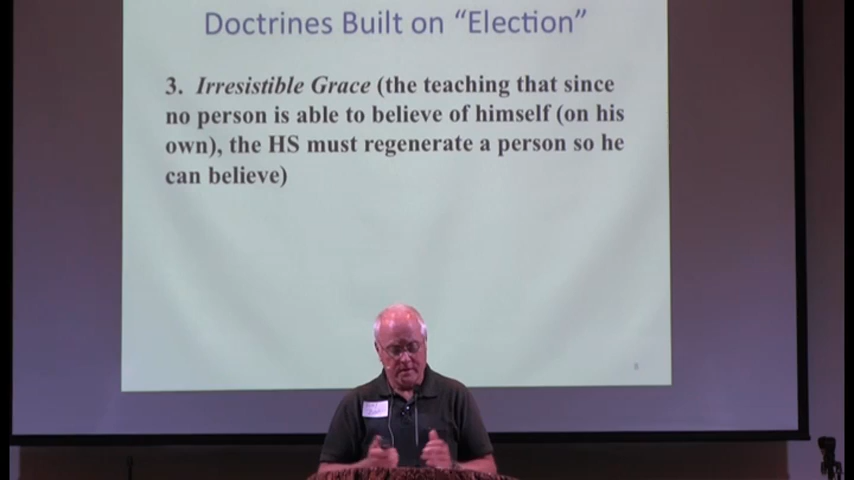 Doctrines Built on “Election”
3. Irresistible Grace (the teaching that since
no person is able to believe of himself (on his
own), the HS must regenerate a person so he
can believe)
8